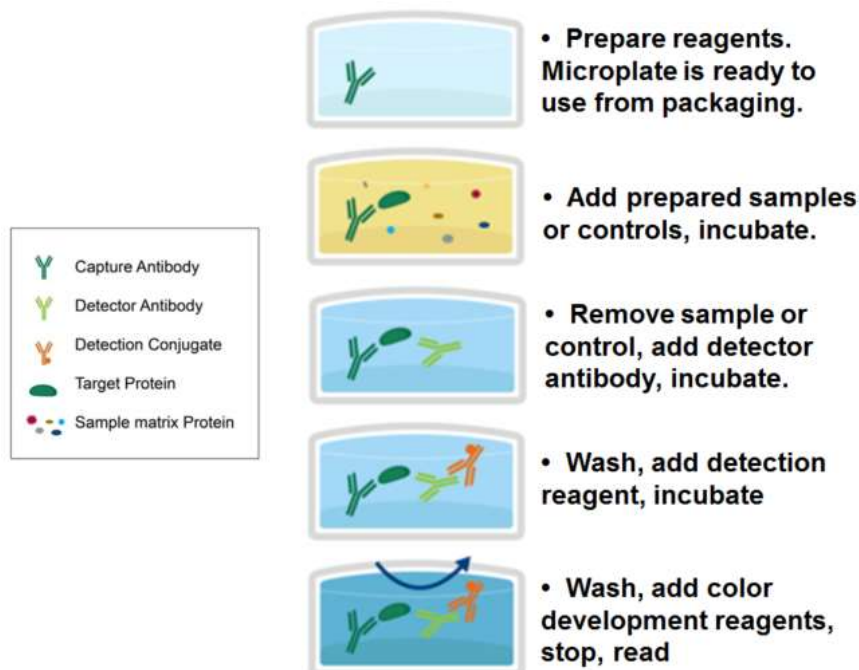 • Prepare reagents.
Microplate is ready to
use from packaging.
• Add prepared samples
or controls, incubate.
Capture Antibody
Detector Antibody
Detection Conjugate
Target Protein
Sample matrix Protein
• Remove sample or
control, add detector
antibody, incubate.
• Wash, add detection
reagent, incubate
• Wash, add color
development reagents,
stop, read